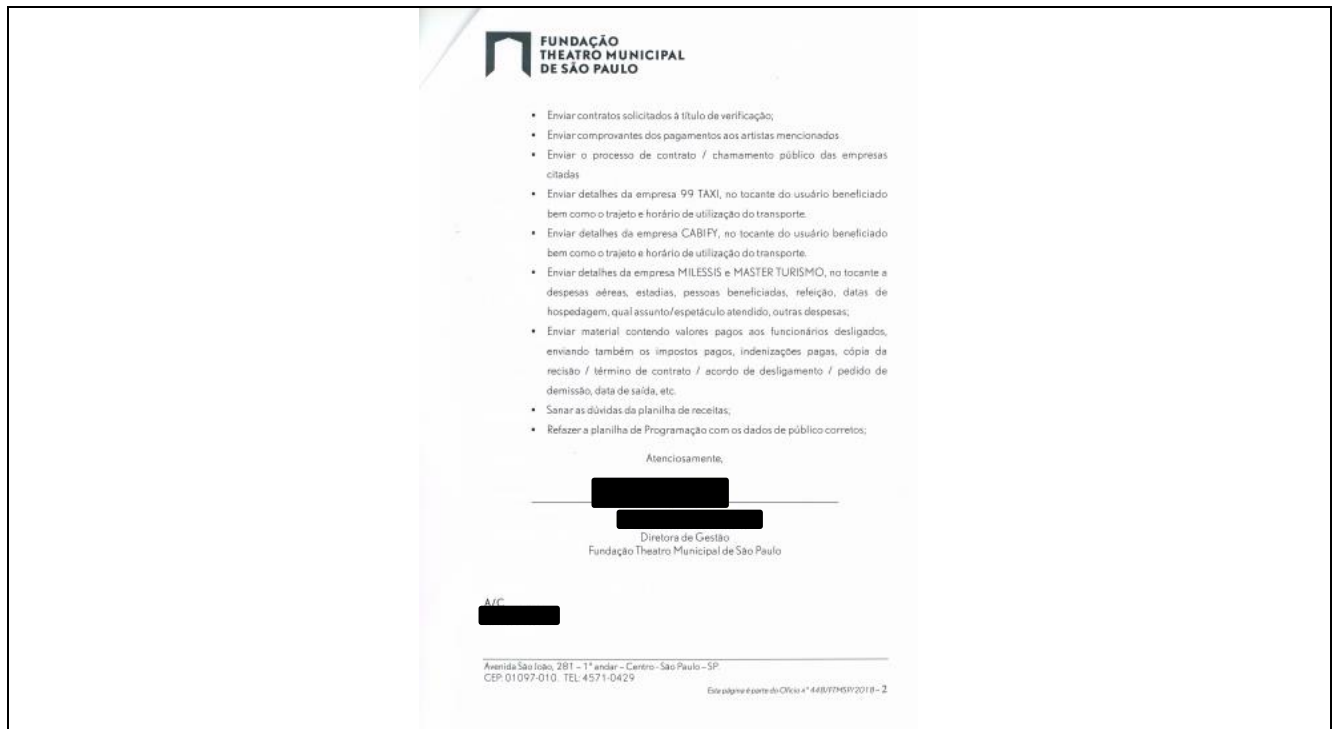 FUNDAÇÃO
THEATRO MUNICIPAL
DE SÃO PAULO
• Enviar contratos solicitados à título de verificação;
• Enviar comprovantes dos pagamentos aos artistas mencionados
• Enviar o processo de contrato / chamamento público das empresas
citadas
• Enviar detalhes da empresa 99 TAXI, no tocante do usuário beneficiado
bem como o trajeto e horário de utilização do transporte.
• Enviar detalhes da empresa CABIFY, no tocante do usuário beneficiado
bem como o trajeto e horário de utilização do transporte.
• Enviar detalhes da empresa MILESSIS e MASTER TURISMO, no tocante a
despesas aéreas, estadias, pessoas beneficiadas, refeição, datas de
hospedagem, qual assunto/espetáculo atendido, outras despesas;
• Enviar material contendo valores pagos aos funcionários desligados,
enviando também os impostos pagos, indenizações pagas, cópia da
recisão / término de contrato / acordo de desligamento / pedido de
demissão, data de saída, etc.
• Sanar as dúvidas da planilha de receitas;
• Refazer a planilha de Programação com os dados de público corretos;
Atenciosamente,
Diretora de Gestão
Fundação Theatro Municipal de São Paulo
A/C
Avenida São João, 281 – 1° andar – Centro - São Paulo – SP
CEP. 01097-010. TEL: 4571-0429
Esta página é parte do Ofício n° 448/FTMSP/2018 – 2